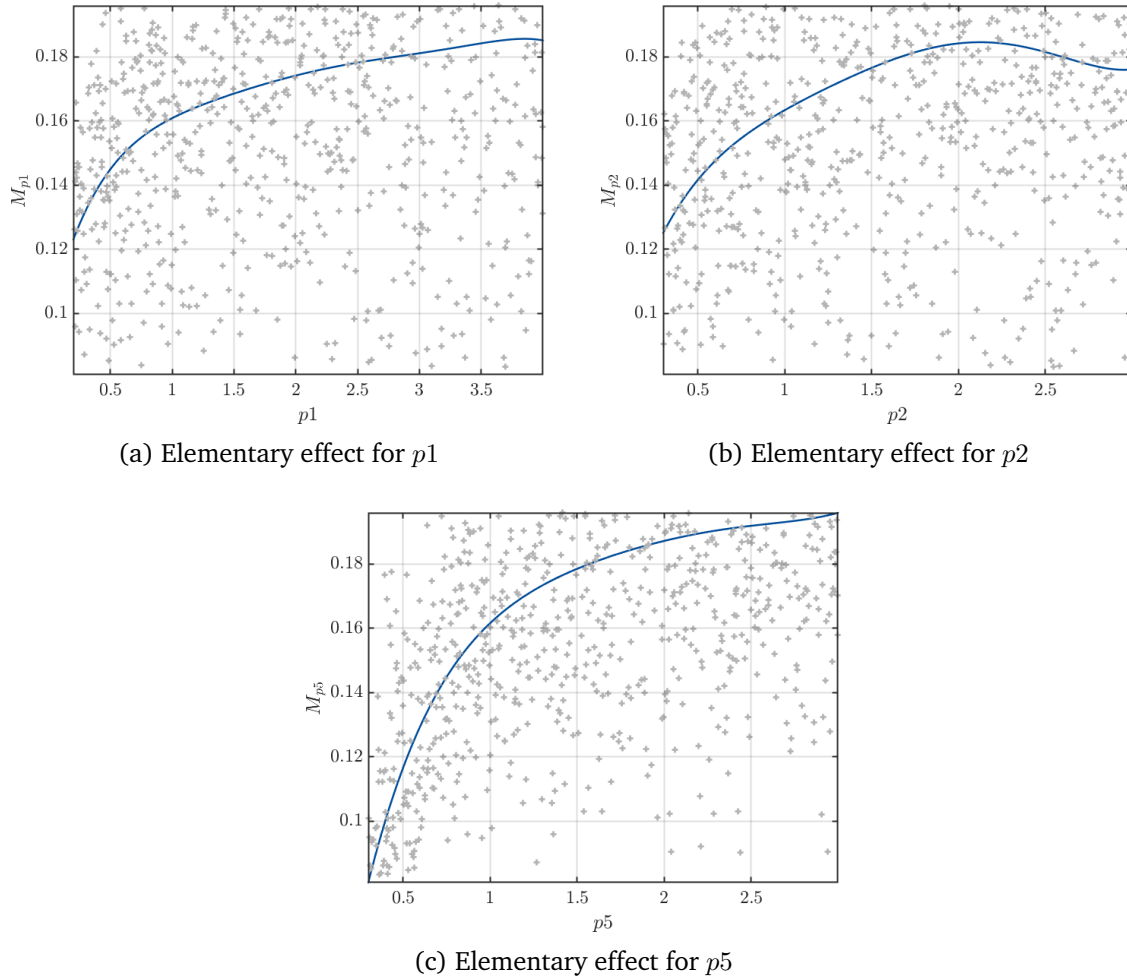 0.18
0.16
0.14
0.12
0.1
M_{p1}
0.5 1 1.5 2 2.5 3 3.5
p1
(a) Elementary effect for p1
0.18
0.16
0.14
0.12
0.1
M_{p2}
0.5 1 1.5 2 2.5
p2
(b) Elementary effect for p2
0.18
0.16
0.14
0.12
0.1
M_{p5}
0.5 1 1.5 2 2.5
p5
(c) Elementary effect for p5